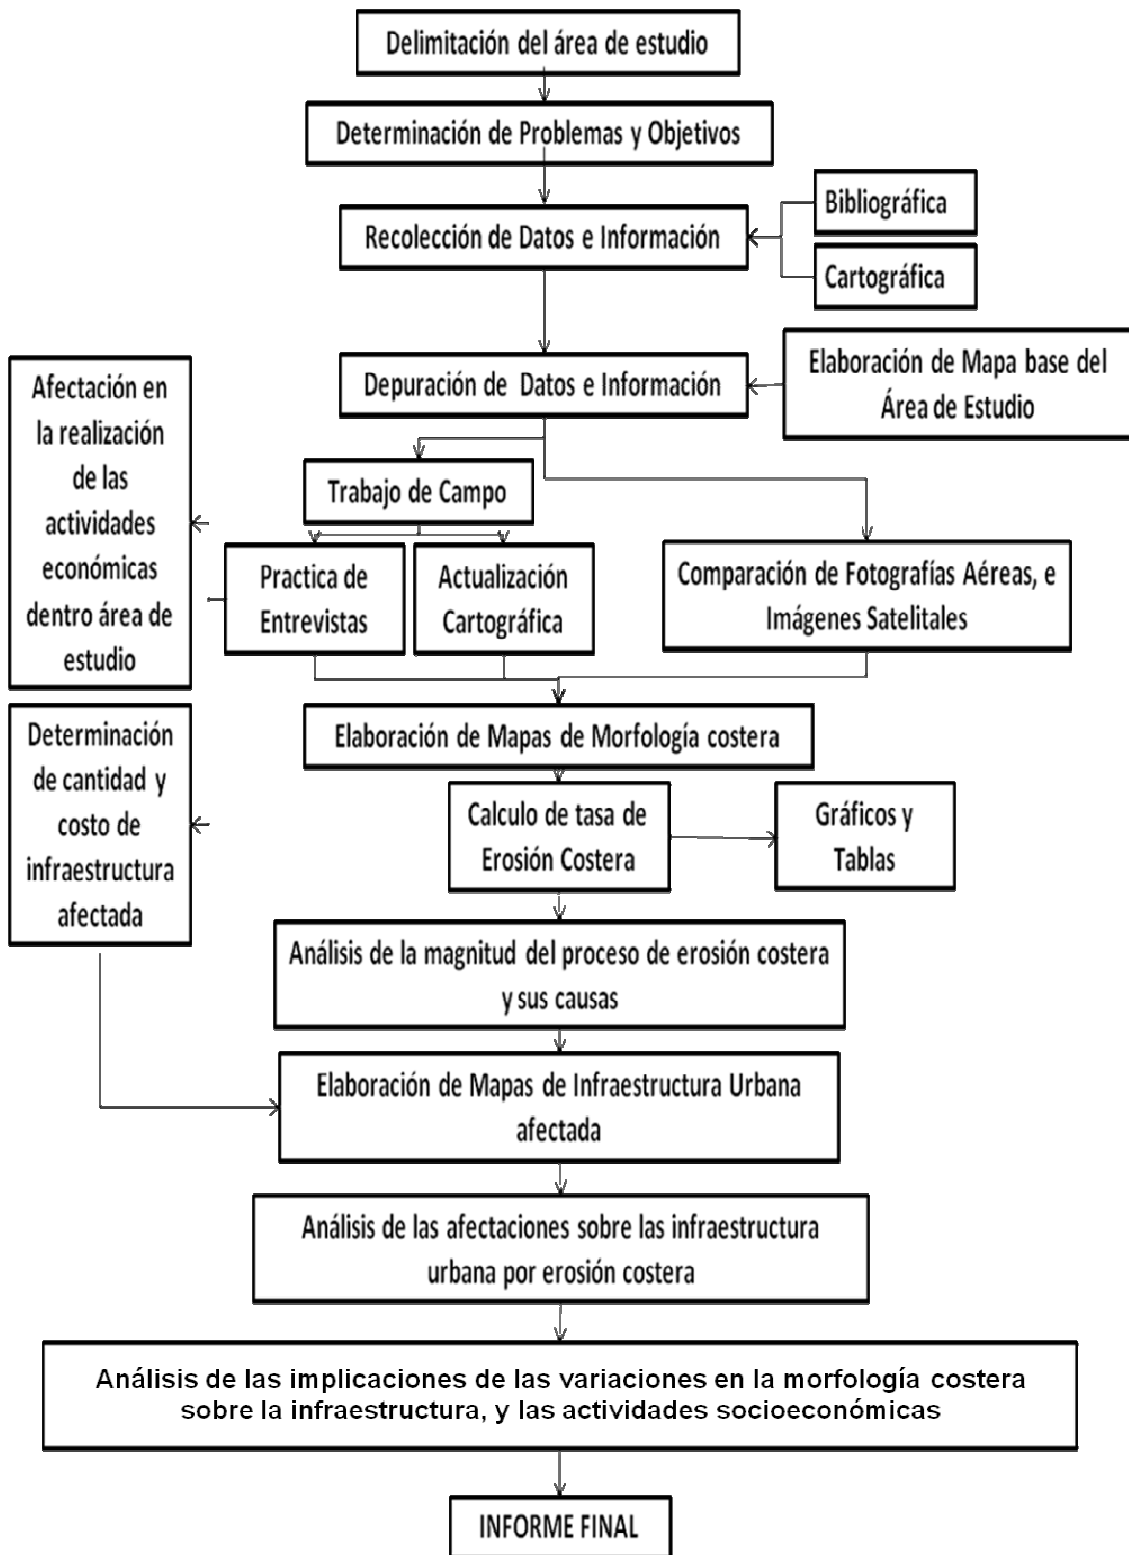 Delimitación del área de estudio
Determinación de Problemas y Objetivos
Recolección de Datos e Información
Bibliográfica
Cartográfica
Depuración de Datos e Información
Elaboración de Mapa base del
Área de Estudio
Afectación en
la realización
de las
actividades
económicas
dentro área de
estudio
Trabajo de Campo
Practica de
Entrevistas
Actualización
Cartográfica
Comparación de Fotografías Aéreas, e
Imágenes Satelitales
Elaboración de Mapas de Morfología costera
Determinación
de cantidad y
costo de
infraestructura
afectada
Calculo de tasa de
Erosión Costera
Gráficos y
Tablas
Análisis de la magnitud del proceso de erosión costera
y sus causas
Elaboración de Mapas de Infraestructura Urbana
afectada
Análisis de las afectaciones sobre las infraestructura
urbana por erosión costera
Análisis de las implicaciones de las variaciones en la morfología costera
sobre la infraestructura, y las actividades socioeconómicas
INFORME FINAL